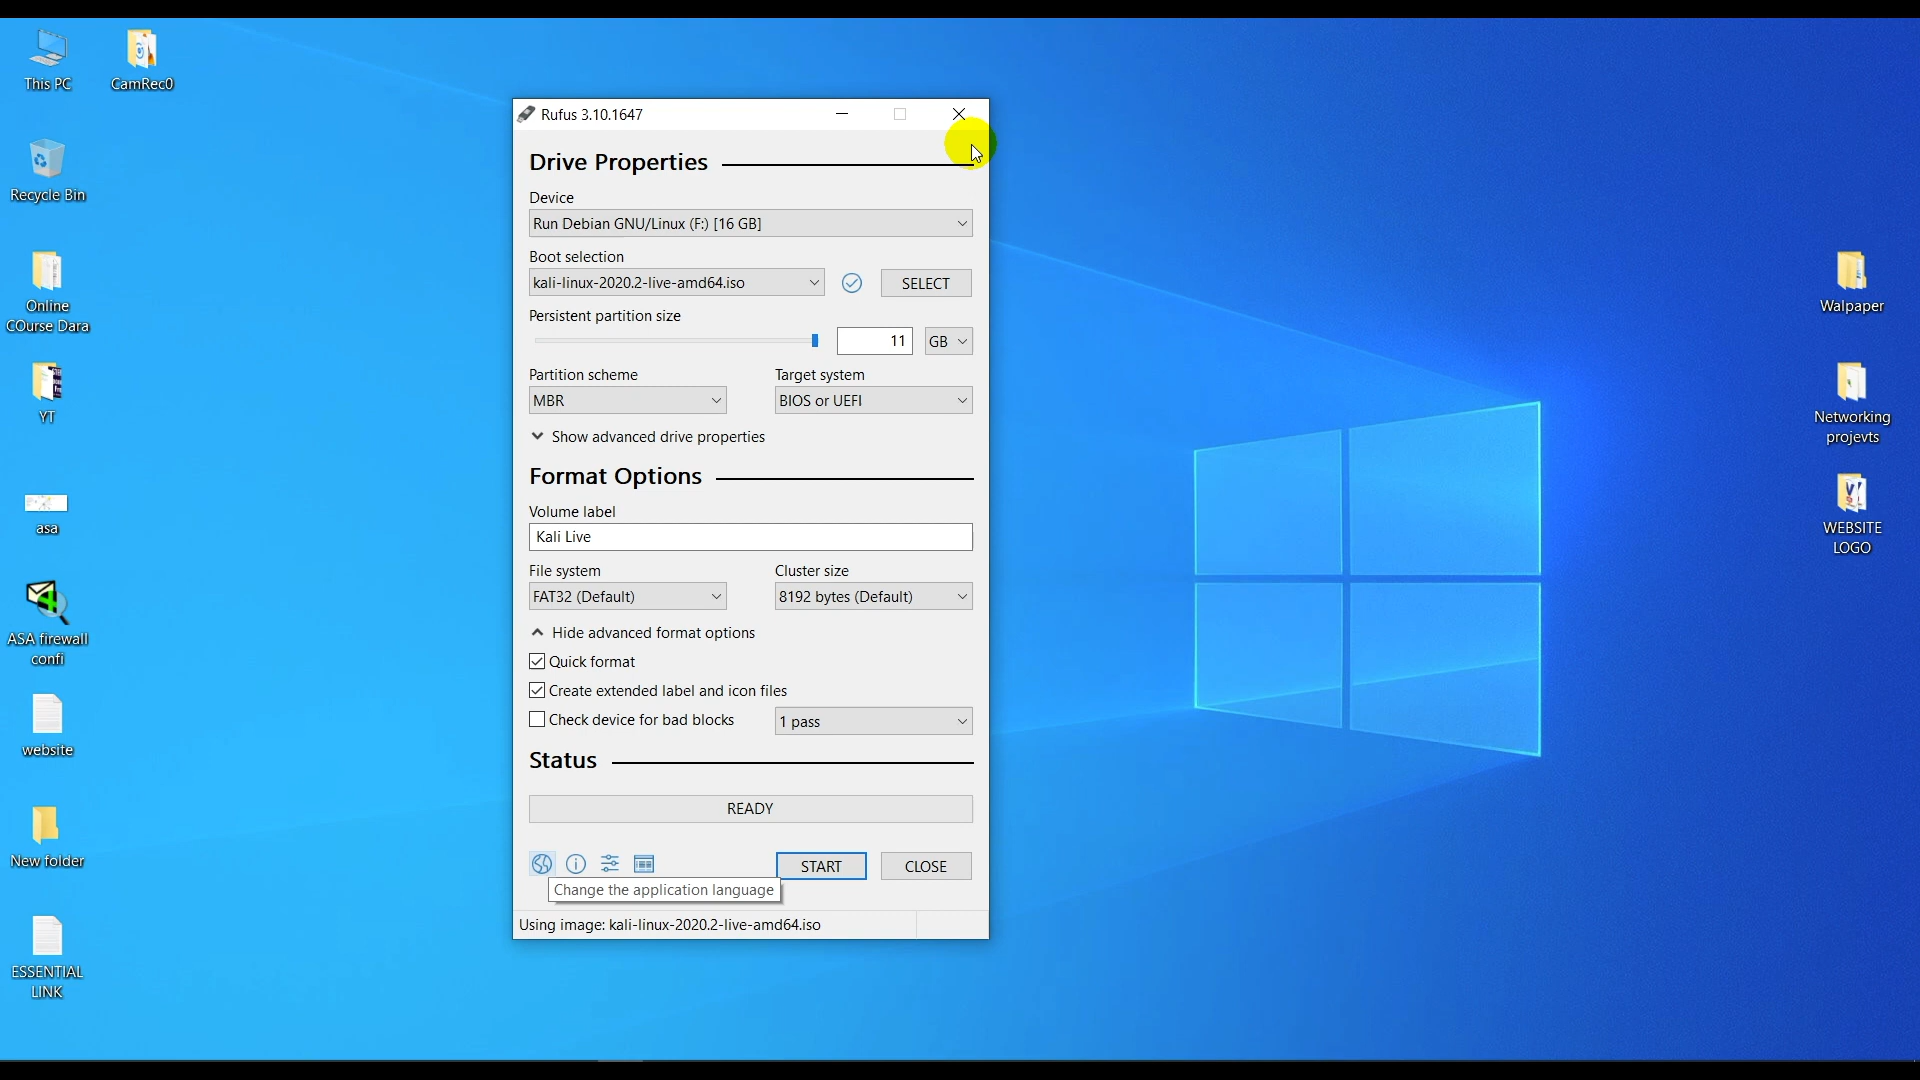 This PC
CamRec0
Recycle Bin
Online
COurse Dara
YT
asa
ASA firewall
confi
website
New folder
ESSENTIAL
LINK
Rufus 3.10.1647
Drive Properties
Device
Run Debian GNU/Linux (F:) [16 GB]
Boot selection
kali-linux-2020.2-live-amd64.iso
SELECT
Persistent partition size
11
GB
Partition scheme
Target system
MBR
BIOS or UEFI
Show advanced drive properties
Format Options
Volume label
Kali Live
File system
Cluster size
FAT32 (Default)
8192 bytes (Default)
Hide advanced format options
Quick format
Create extended label and icon files
Check device for bad blocks
1 pass
Status
READY
START
CLOSE
Change the application language
Using image: kali-linux-2020.2-live-amd64.iso
Walpaper
Networking
projevts
WEBSITE
LOGO